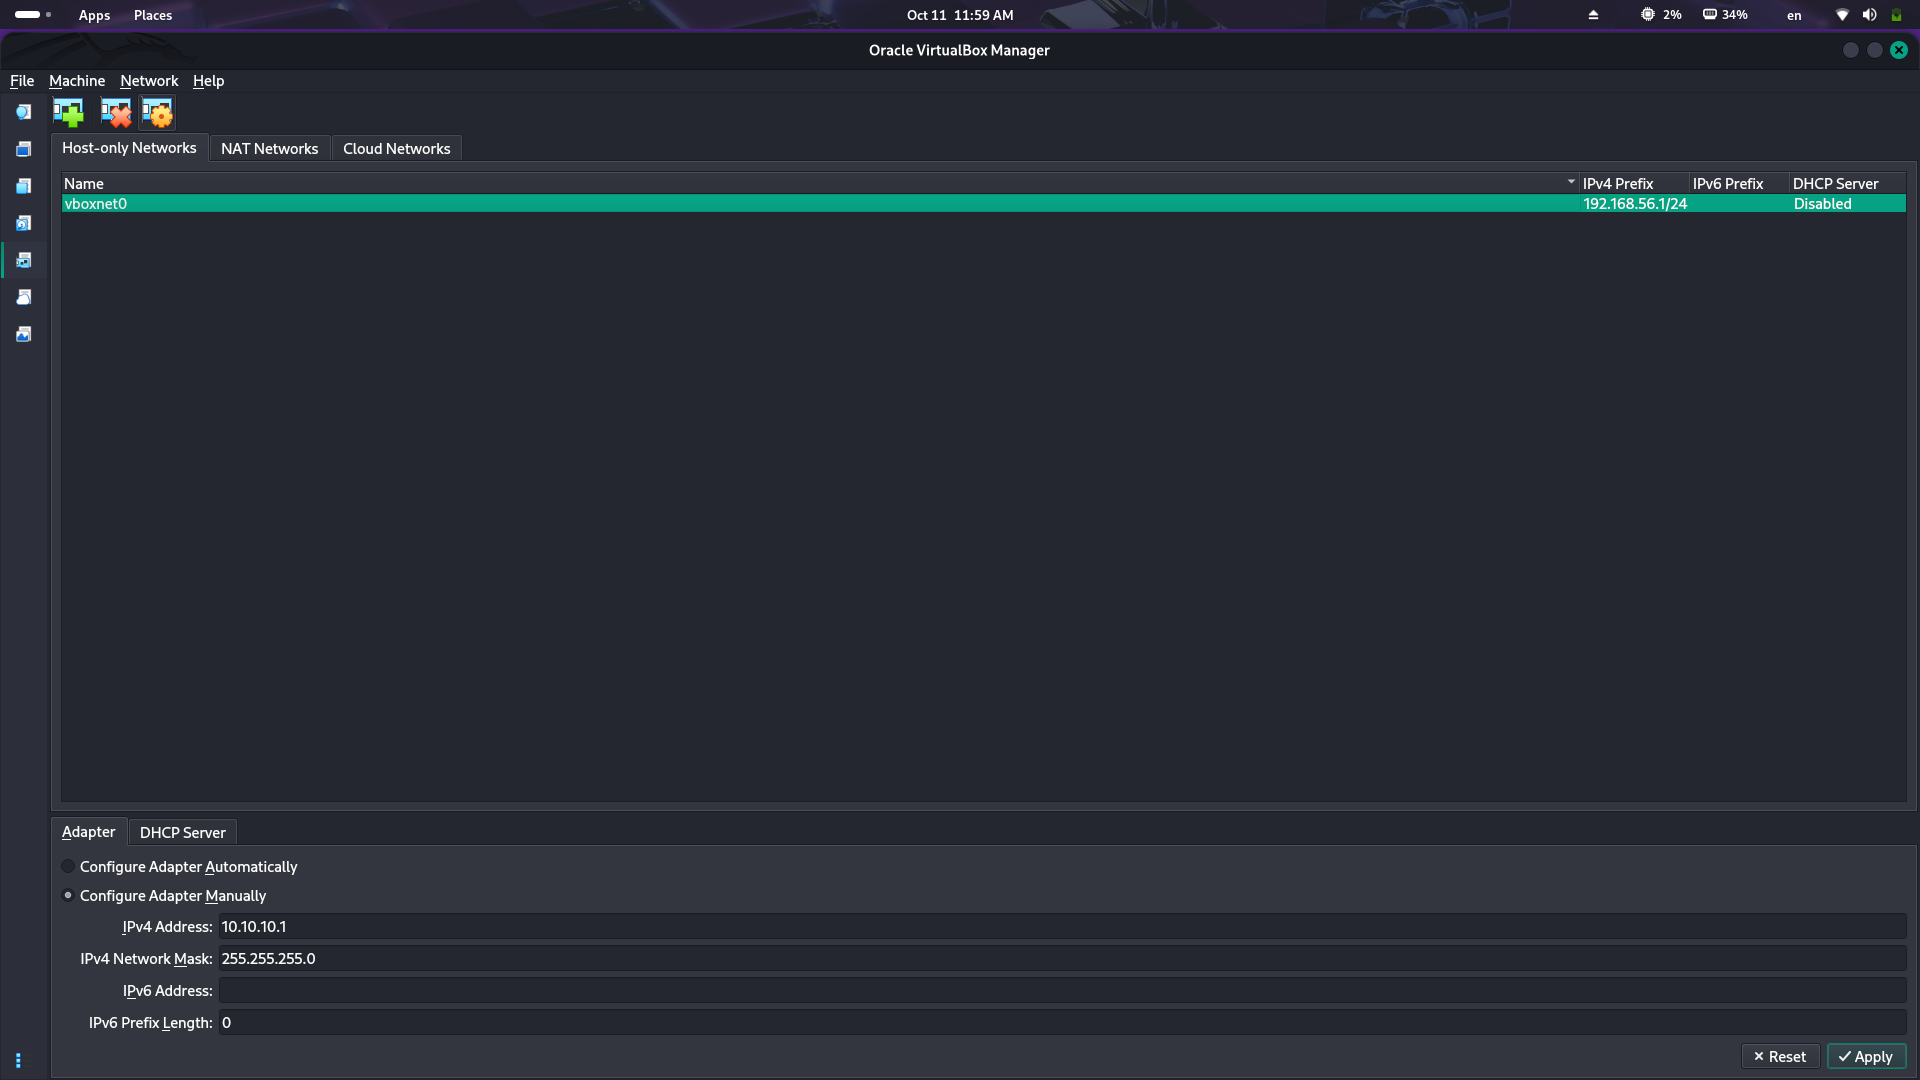 Apps Places Oct 11 11:59 AM 2% 34% en
Oracle VirtualBox Manager
File Machine Network Help
Host-only Networks NAT Networks Cloud Networks
Name IPv4 Prefix IPv6 Prefix DHCP Server
vboxnet0 192.168.56.1/24 Disabled
Adapter DHCP Server
Configure Adapter Automatically
Configure Adapter Manually
IPv4 Address: 10.10.10.1
IPv4 Network Mask: 255.255.255.0
IPv6 Address:
IPv6 Prefix Length: 0
Reset Apply